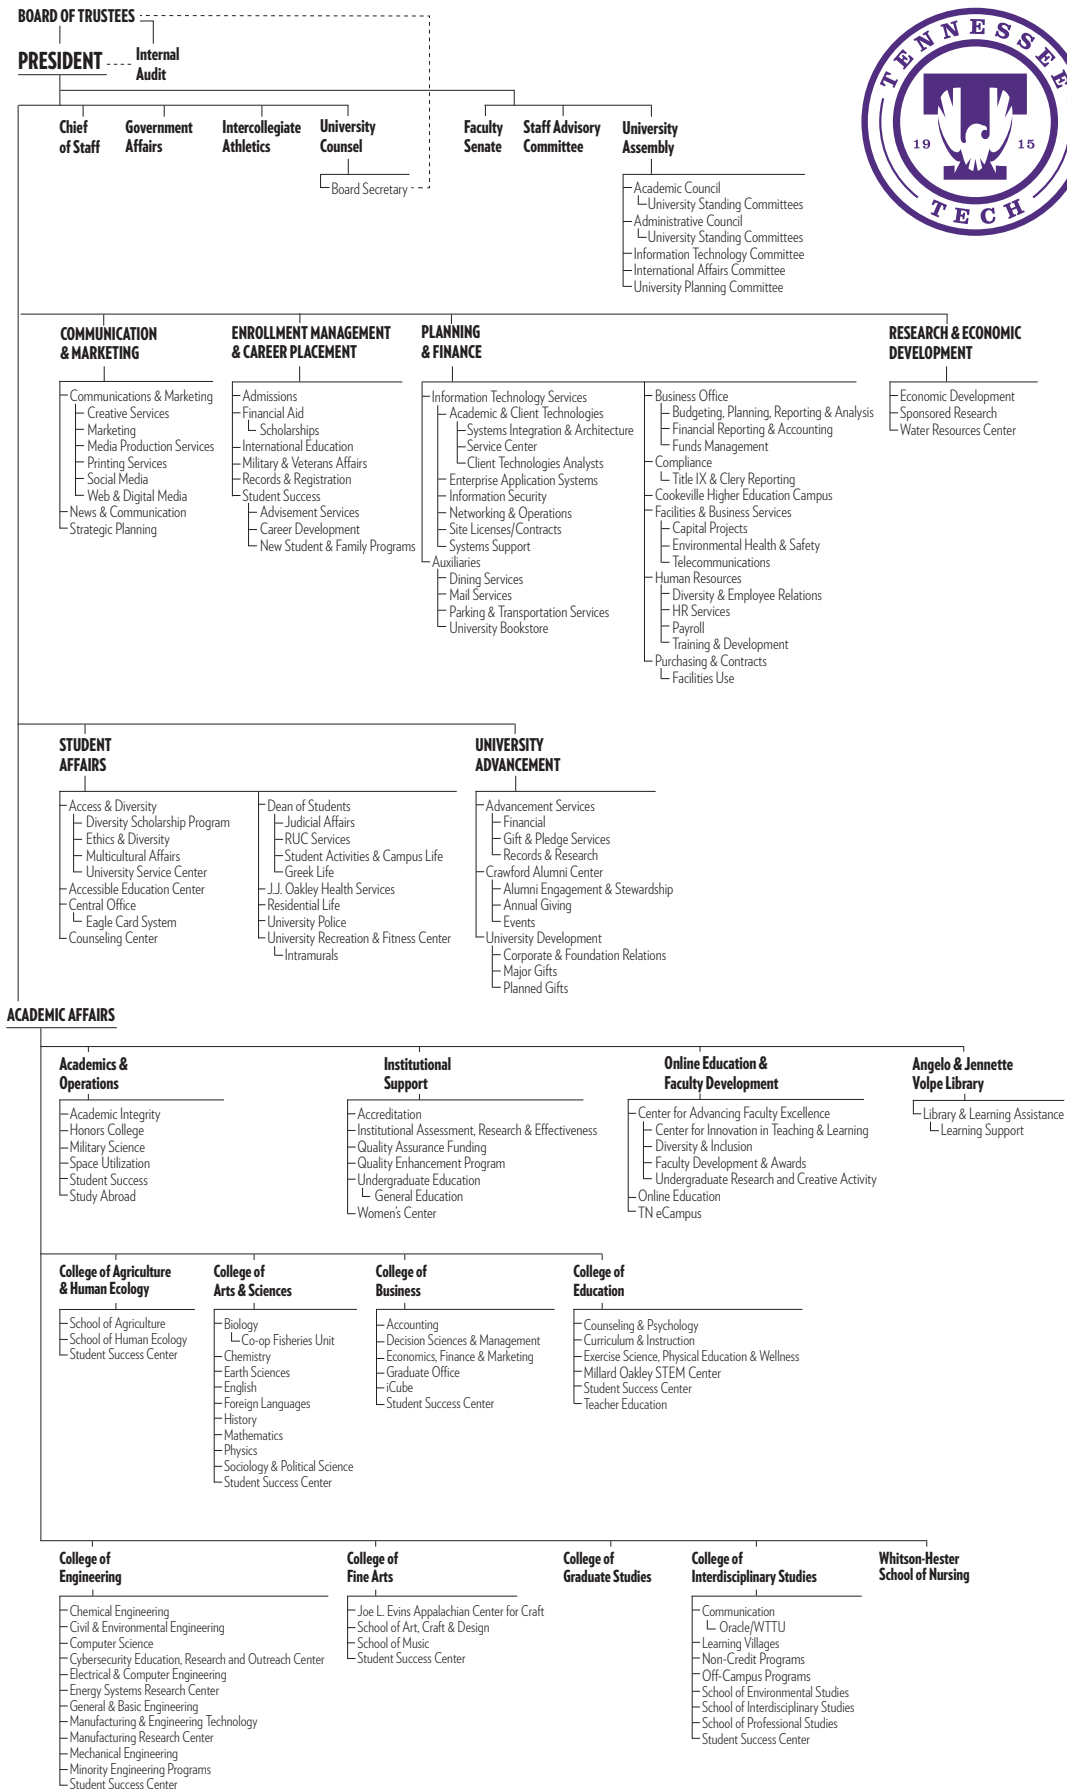 BOARD OF TRUSTEES
PRESIDENT
Internal
Audit
TENNESSEE
19 15
TECH
Chief
of Staff
Government
Affairs
Intercollegiate
Athletics
University
Counsel
Board Secretary
Faculty
Senate
Staff Advisory
Committee
University
Assembly
Academic Council
University Standing Committees
Administrative Council
University Standing Committees
Information Technology Committee
International Affairs Committee
University Planning Committee
COMMUNICATION
& MARKETING
Communications & Marketing
Creative Services
Marketing
Media Production Services
Printing Services
Social Media
Web & Digital Media
News & Communication
Strategic Planning
ENROLLMENT MANAGEMENT
& CAREER PLACEMENT
Admissions
Financial Aid
Scholarships
International Education
Military & Veterans Affairs
Records & Registration
Student Success
Advisement Services
Career Development
New Student & Family Programs
PLANNING
& FINANCE
Information Technology Services
Academic & Client Technologies
Systems Integration & Architecture
Service Center
Client Technologies Analysts
Enterprise Application Systems
Information Security
Networking & Operations
Site Licenses/Contracts
Systems Support
Auxiliaries
Dining Services
Mail Services
Parking & Transportation Services
University Bookstore
Business Office
Budgeting, Planning, Reporting & Analysis
Financial Reporting & Accounting
Funds Management
Compliance
Title IX & Clery Reporting
Cookeville Higher Education Campus
Facilities & Business Services
Capital Projects
Environmental Health & Safety
Telecommunications
Human Resources
Diversity & Employee Relations
HR Services
Payroll
Training & Development
Purchasing & Contracts
Facilities Use
RESEARCH & ECONOMIC
DEVELOPMENT
Economic Development
Sponsored Research
Water Resources Center
STUDENT
AFFAIRS
Access & Diversity
Diversity Scholarship Program
Ethics & Diversity
Multicultural Affairs
University Service Center
Accessible Education Center
Central Office
Eagle Card System
Counseling Center
Dean of Students
Judicial Affairs
RUC Services
Student Activities & Campus Life
Greek Life
J.J. Oakley Health Services
Residential Life
University Police
University Recreation & Fitness Center
Intramurals
UNIVERSITY
ADVANCEMENT
Advancement Services
Financial
Gift & Pledge Services
Records & Research
Crawford Alumni Center
Alumni Engagement & Stewardship
Annual Giving
Events
University Development
Corporate & Foundation Relations
Major Gifts
Planned Gifts
ACADEMIC AFFAIRS
Academics &
Operations
Academic Integrity
Honors College
Military Science
Space Utilization
Student Success
Study Abroad
Institutional
Support
Accreditation
Institutional Assessment, Research & Effectiveness
Quality Assurance Funding
Quality Enhancement Program
Undergraduate Education
General Education
Women's Center
Online Education &
Faculty Development
Center for Advancing Faculty Excellence
Center for Innovation in Teaching & Learning
Diversity & Inclusion
Faculty Development & Awards
Undergraduate Research and Creative Activity
Online Education
TN eCampus
Angelo & Jennette
Volpe Library
Library & Learning Assistance
Learning Support
College of Agriculture
& Human Ecology
School of Agriculture
School of Human Ecology
Student Success Center
College of
Arts & Sciences
Biology
Co-op Fisheries Unit
Chemistry
Earth Sciences
English
Foreign Languages
History
Mathematics
Physics
Sociology & Political Science
Student Success Center
College of
Business
Accounting
Decision Sciences & Management
Economics, Finance & Marketing
Graduate Office
iCube
Student Success Center
College of
Education
Counseling & Psychology
Curriculum & Instruction
Exercise Science, Physical Education & Wellness
Millard Oakley STEM Center
Student Success Center
Teacher Education
College of
Engineering
Chemical Engineering
Civil & Environmental Engineering
Computer Science
Cybersecurity Education, Research and Outreach Center
Electrical & Computer Engineering
Energy Systems Research Center
General & Basic Engineering
Manufacturing & Engineering Technology
Manufacturing Research Center
Mechanical Engineering
Minority Engineering Programs
Student Success Center
College of
Fine Arts
Joe L. Evins Appalachian Center for Craft
School of Art, Craft & Design
School of Music
Student Success Center
College of
Graduate Studies
College of
Interdisciplinary Studies
Communication
Oracle/WTTU
Learning Villages
Non-Credit Programs
Off-Campus Programs
School of Environmental Studies
School of Interdisciplinary Studies
School of Professional Studies
Student Success Center
Whitson-Hester
School of Nursing